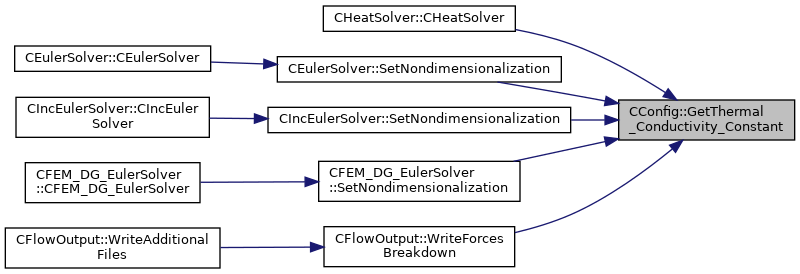 CHeatSolver::CHeatSolver
CEulerSolver::CEulerSolver
CEulerSolver::SetNondimensionalization
CIncEulerSolver::CIncEuler
Solver
CIncEulerSolver::SetNondimensionalization
CConfig::GetThermal
_Conductivity_Constant
CFEM_DG_EulerSolver
::CFEM_DG_EulerSolver
CFEM_DG_EulerSolver
::SetNondimensionalization
CFlowOutput::WriteAdditional
Files
CFlowOutput::WriteForces
Breakdown